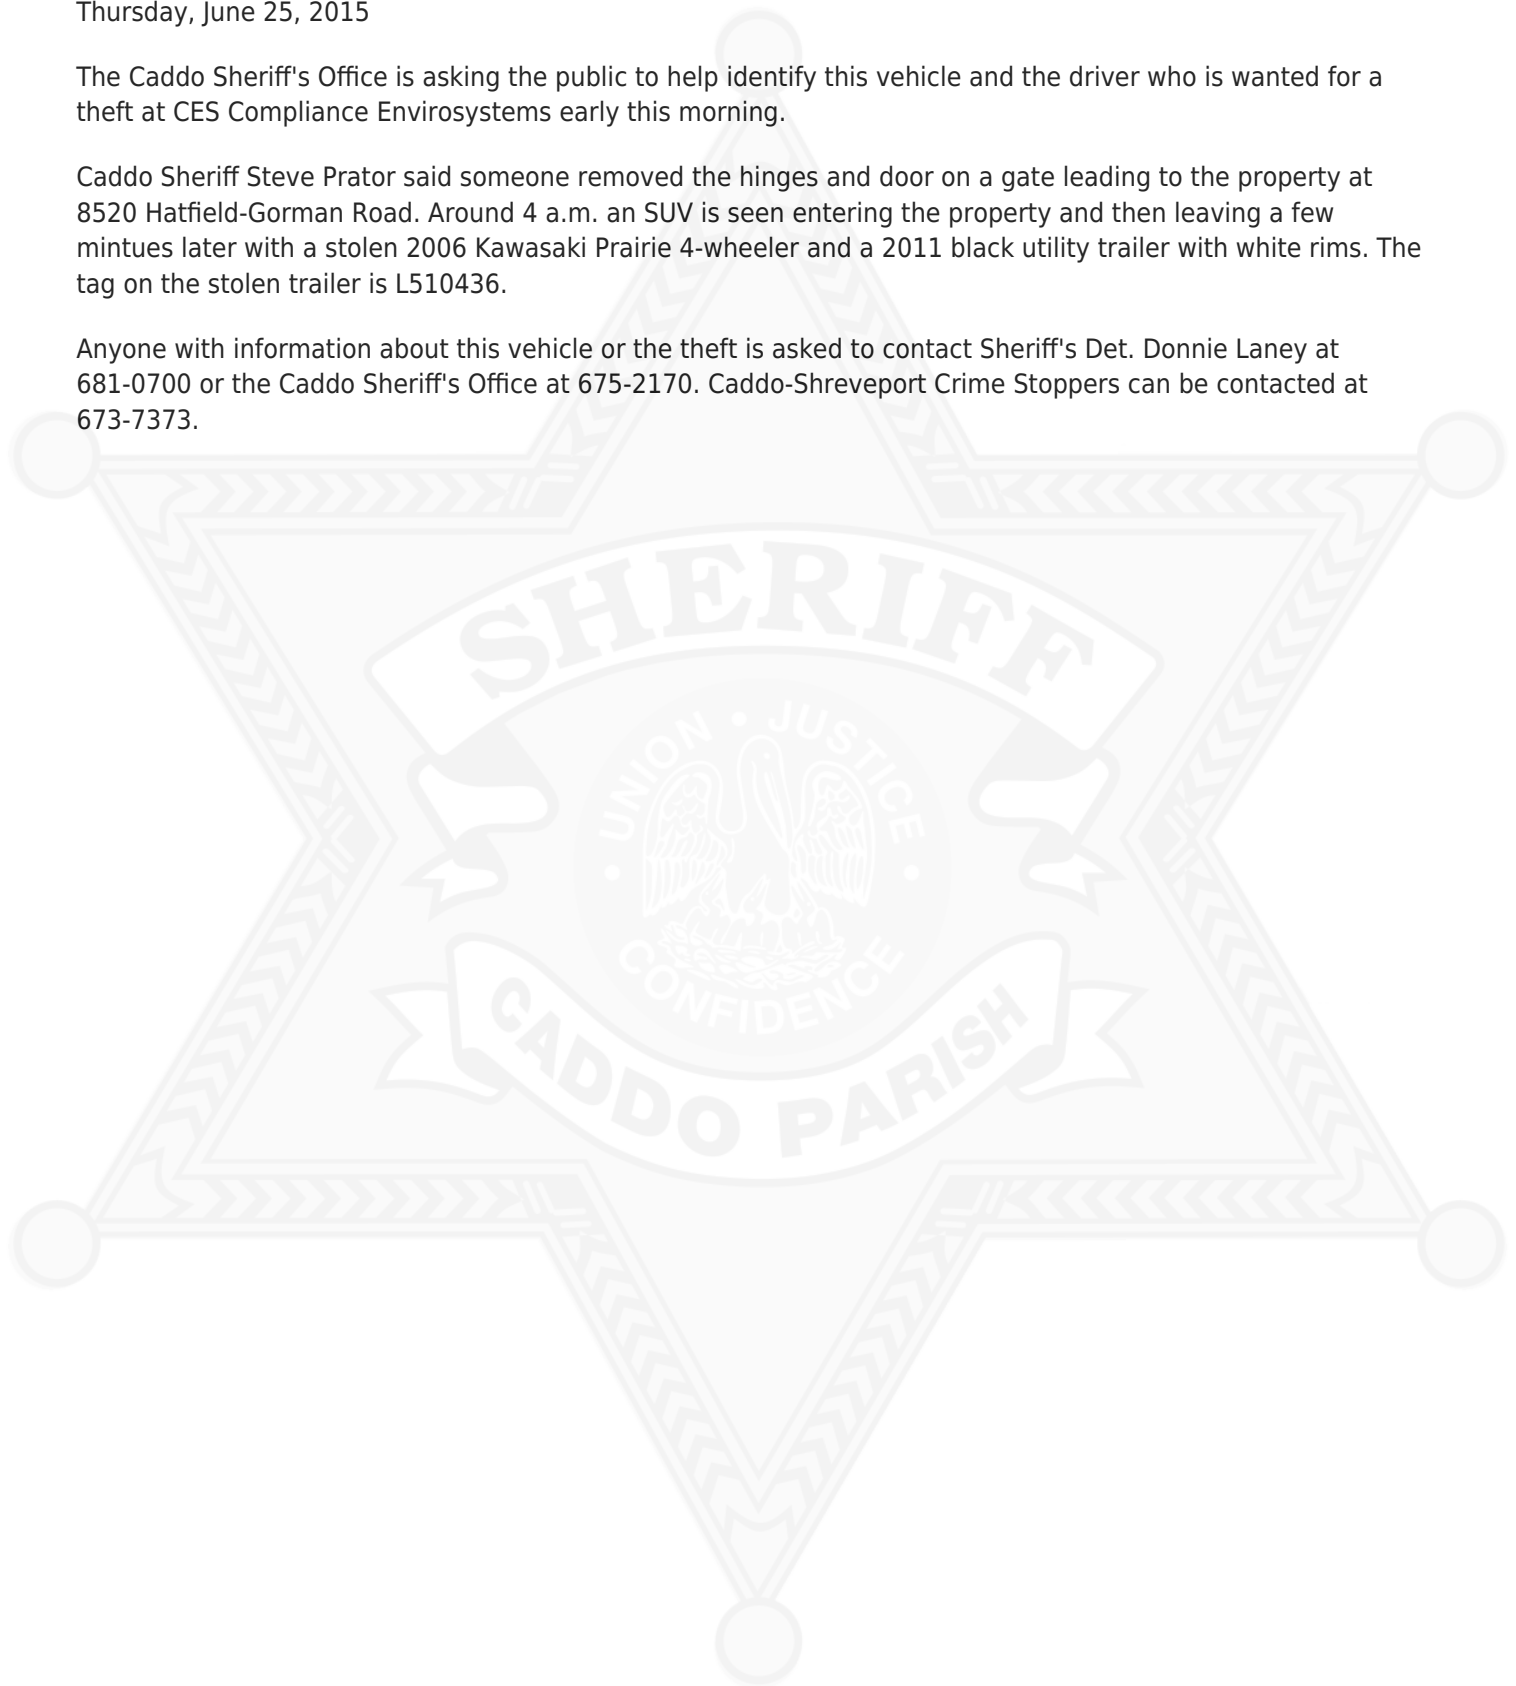 Thursday, June 25, 2015
The Caddo Sheriff's Office is asking the public to help identify this vehicle and the driver who is wanted for a
theft at CES Compliance Envirosystems early this morning.
Caddo Sheriff Steve Prator said someone removed the hinges and door on a gate leading to the property at
8520 Hatfield-Gorman Road. Around 4 a.m. an SUV is seen entering the property and then leaving a few
mintues later with a stolen 2006 Kawasaki Prairie 4-wheeler and a 2011 black utility trailer with white rims. The
tag on the stolen trailer is L510436.
Anyone with information about this vehicle or the theft is asked to contact Sheriff's Det. Donnie Laney at
681-0700 or the Caddo Sheriff's Office at 675-2170. Caddo-Shreveport Crime Stoppers can be contacted at
673-7373.
SHERIFF
UNION • JUSTICE
• CONFIDENCE •
CADDO PARISH